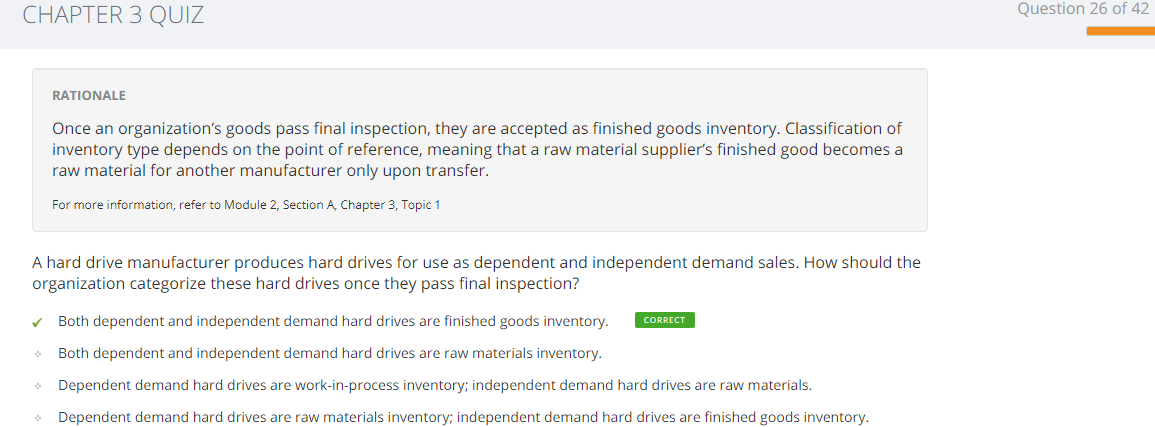 CHAPTER 3 QUIZ
Question 26 of 42
RATIONALE
Once an organization’s goods pass final inspection, they are accepted as finished goods inventory. Classification of
inventory type depends on the point of reference, meaning that a raw material supplier’s finished good becomes a
raw material for another manufacturer only upon transfer.
For more information, refer to Module 2, Section A, Chapter 3, Topic 1
A hard drive manufacturer produces hard drives for use as dependent and independent demand sales. How should the
organization categorize these hard drives once they pass final inspection?
Both dependent and independent demand hard drives are finished goods inventory. CORRECT
Both dependent and independent demand hard drives are raw materials inventory.
Dependent demand hard drives are work-in-process inventory; independent demand hard drives are raw materials.
Dependent demand hard drives are raw materials inventory; independent demand hard drives are finished goods inventory.